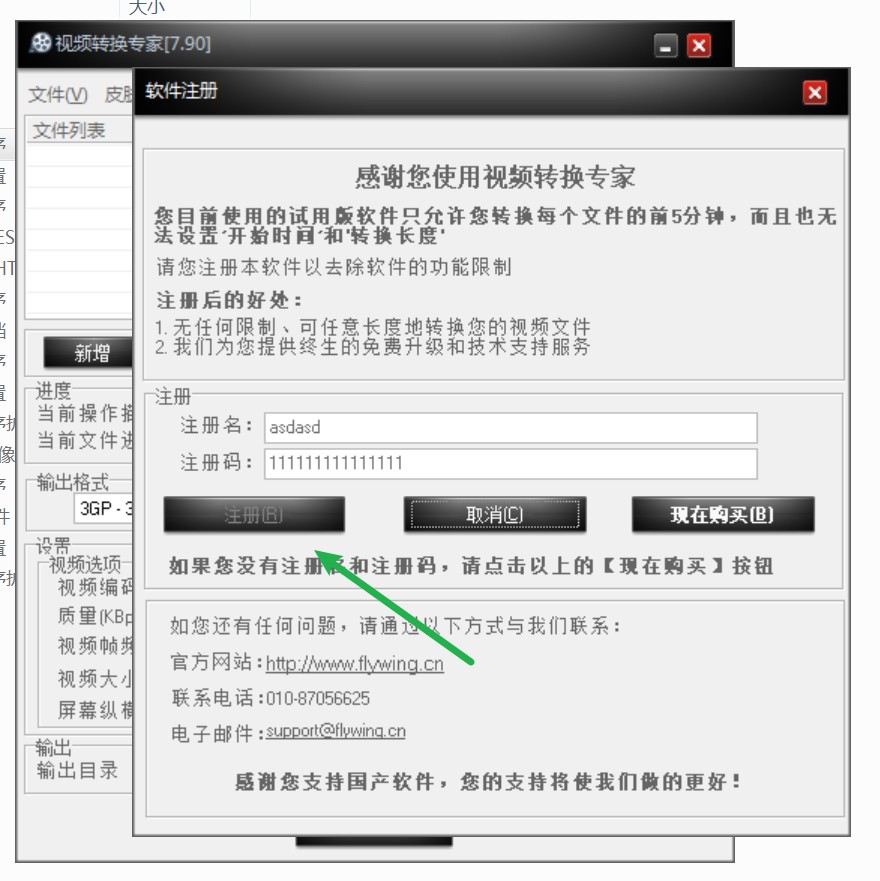 大小
视频转换专家[7.90]
文件(V) 皮肤
软件注册
文件列表
感谢您使用视频转换专家
您目前使用的试用版软件只允许您转换每个文件的前5分钟，而且也无
法设置'开始时间'和'转换长度'
请您注册本软件以去除软件的功能限制
注册后的好处：
1. 无任何限制、可任意长度地转换您的视频文件
2. 我们为您提供终生的免费升级和技术支持服务
新增
进度
当前操作
当前文件进
注册
注册名：asdasd
注册码：111111111111111
输出格式
3GP - 3
注册(R)
取消(C)
现在购买(B)
如果您没有注册名和注册码，请点击以上的【现在购买】按钮
设置
视频选项
视频编码
质量(KBp
视频帧频
视频大小
屏幕纵横
如您还有任何问题，请通过以下方式与我们联系：
官方网站：http://www.flywing.cn
联系电话：010-87056625
电子邮件：support@flywing.cn
输出
输出目录
感谢您支持国产软件，您的支持将使我们做的更好！